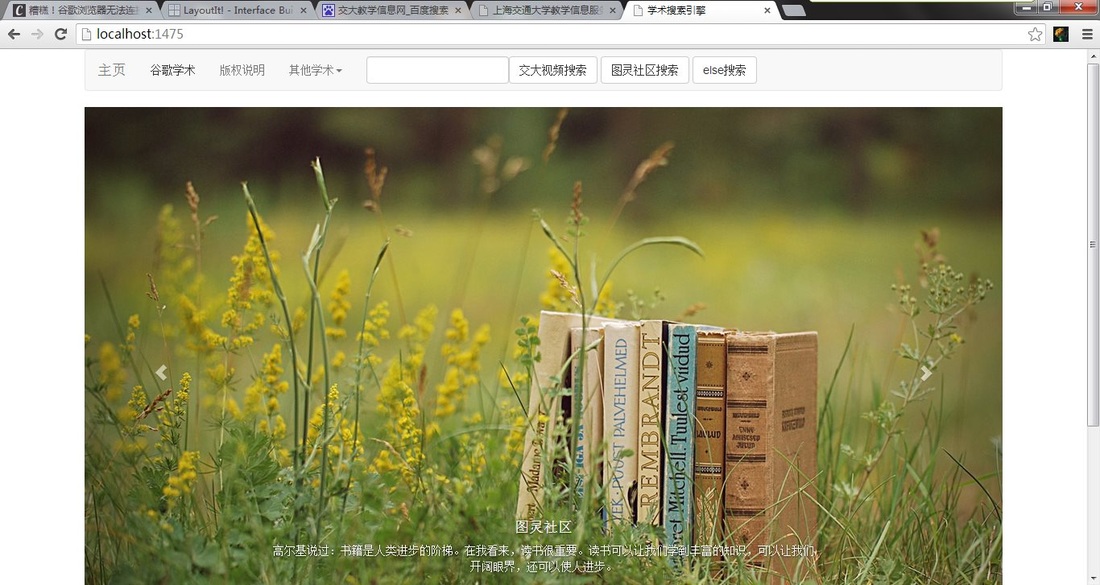 糟糕！谷歌浏览器无法连接
LayoutIt! - Interface Bui
交大教学信息网_百度搜索
上海交通大学教学信息服务
学术搜索引擎
localhost:1475
主页 谷歌学术 版权说明 其他学术 交大视频搜索 图灵社区搜索 else搜索
PUUST PALVEHELMED
REMBRANDT
Mitchell. Tuulest viidud
图灵社区
高尔基说过：书籍是人类进步的阶梯。在我看来，读书很重要。读书可以让我们学到丰富的知识，可以让我们
开阔眼界，还可以使人进步。